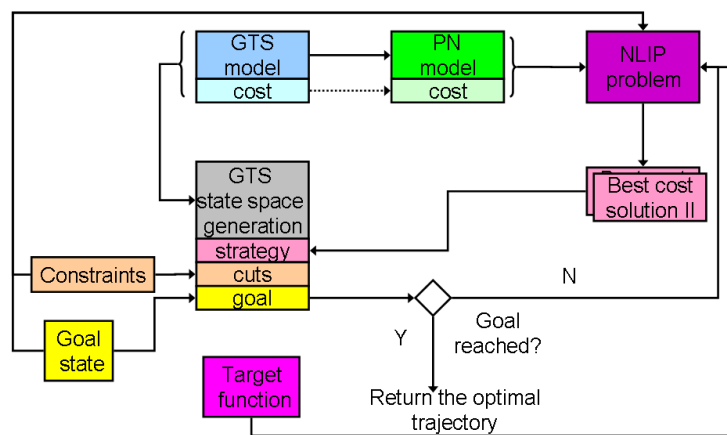 GTS
model
cost
PN
model
cost
NLIP
problem
GTS
state space
generation
strategy
cuts
goal
Best cost
solution II
Constraints
Goal
state
N
Y
Goal
reached?
Target
function
Return the optimal
trajectory